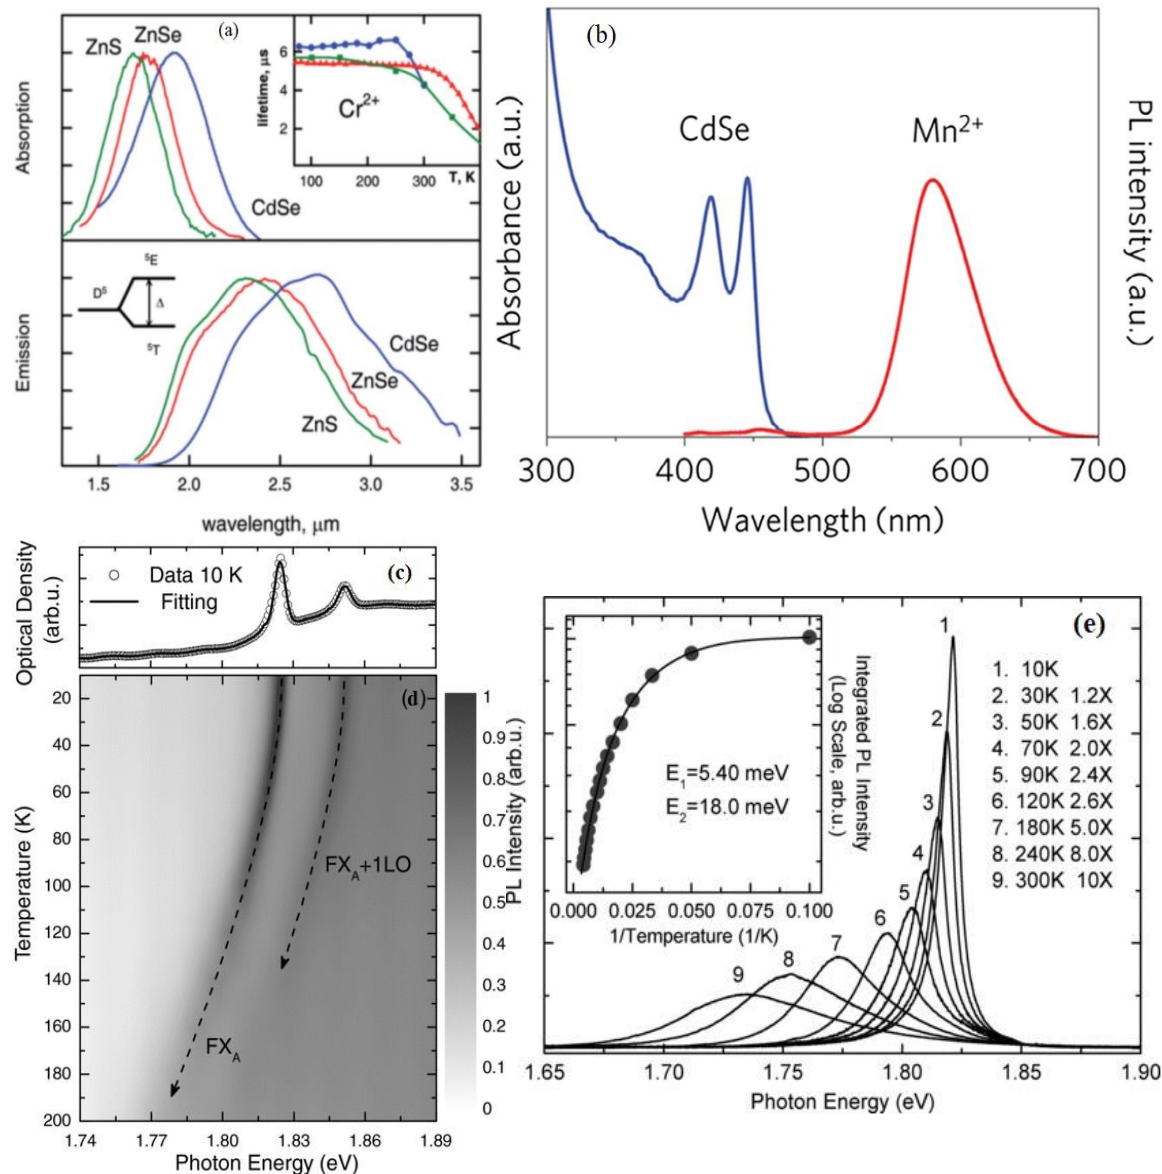 (a)
ZnS
ZnSe
CdSe
Absorption
lifetime, μs
6
4
2
Cr2+
100
200
300
T, K
Emission
D5
5E
Δ
5T
CdSe
ZnSe
ZnS
1.5
2.0
2.5
3.0
3.5
wavelength, μm
(b)
CdSe
Mn2+
Absorbance (a.u.)
PL intensity (a.u.)
300
400
500
600
700
Wavelength (nm)
(c)
Data 10 K
Fitting
Optical Density
(arb.u.)
(d)
20
40
60
80
100
120
140
160
180
200
Temperature (K)
FXA+1LO
FXA
1.74
1.77
1.80
1.83
1.86
1.89
Photon Energy (eV)
1
0.9
0.8
0.7
0.6
0.5
0.4
0.3
0.2
0.1
0
PL Intensity (arb.u.)
(e)
1
2
3
4
5
6
7
8
9
1. 10K
2. 30K 1.2X
3. 50K 1.6X
4. 70K 2.0X
5. 90K 2.4X
6. 120K 2.6X
7. 180K 5.0X
8. 240K 8.0X
9. 300K 10X
E1=5.40 meV
E2=18.0 meV
Integrated PL Intensity
(Log Scale, arb.u.)
0.000 0.025 0.050 0.075 0.100
1/Temperature (1/K)
1.65
1.70
1.75
1.80
1.85
1.90
Photon Energy (eV)